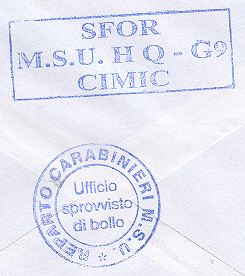 SFOR
M.S.U. H Q - G9
CIMIC
REPARTO CARABINIERI M.S.U. *
Ufficio
sprovvisto
di bollo